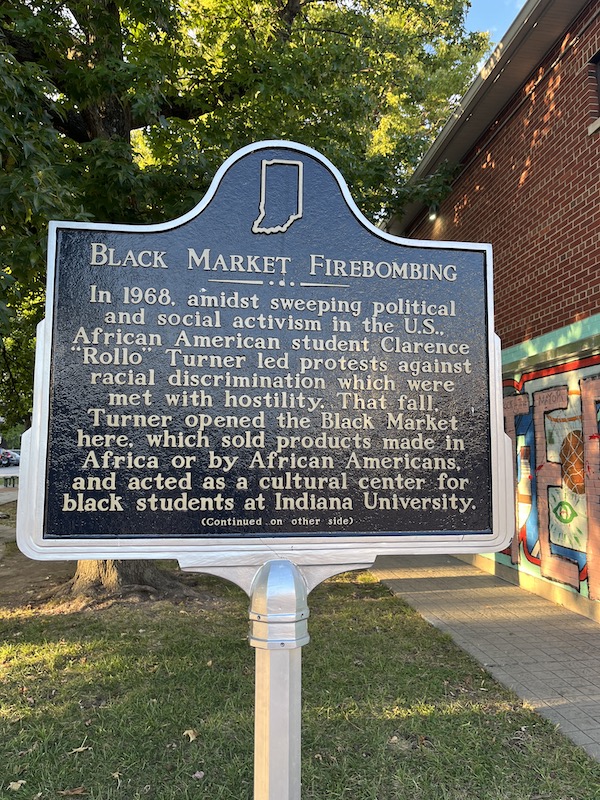 BLACK MARKET FIREBOMBING
In 1968, amidst sweeping political
and social activism in the U.S.,
African American student Clarence
"Rollo" Turner led protests against
racial discrimination which were
met with hostility. That fall,
Turner opened the Black Market
here, which sold products made in
Africa or by African Americans,
and acted as a cultural center for
black students at Indiana University.
(Continued on other side)